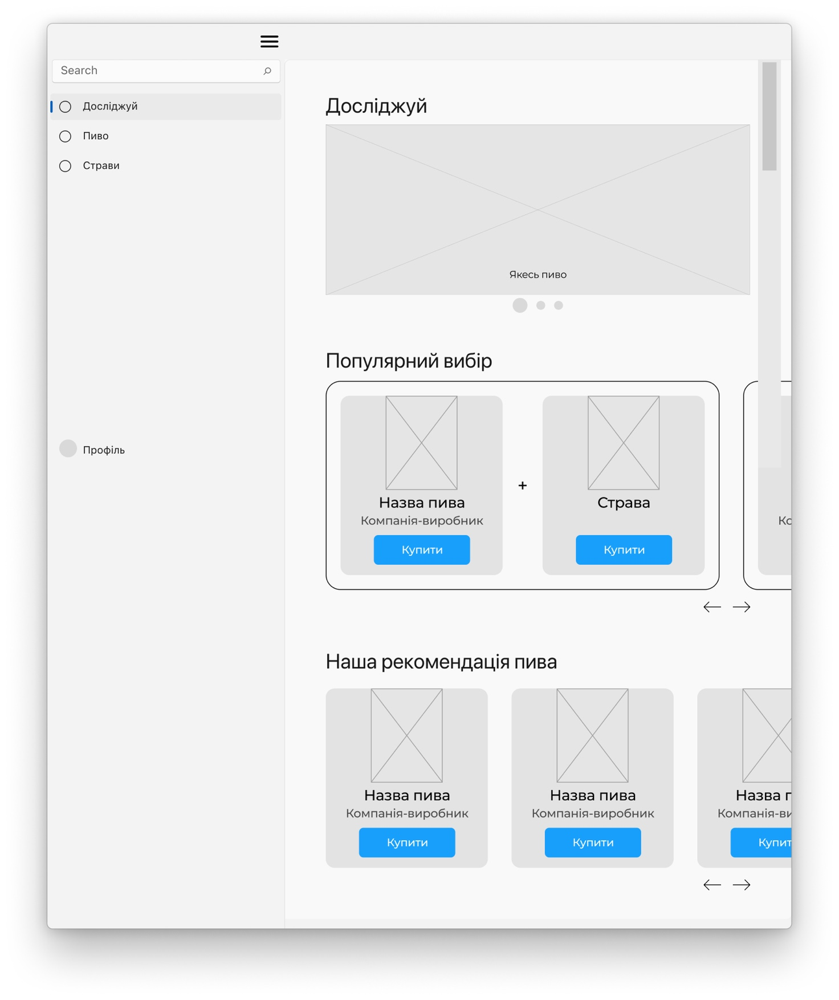 Search
Досліджуй
Пиво
Страви
Профіль
Досліджуй
Якесь пиво
Популярний вибір
Назва пива
Компанія-виробник
Купити
+
Страва
Купити
Ко
Наша рекомендація пива
Назва пива
Компанія-виробник
Купити
Назва пива
Компанія-виробник
Купити
Назва п
Компанія-ви
Купит